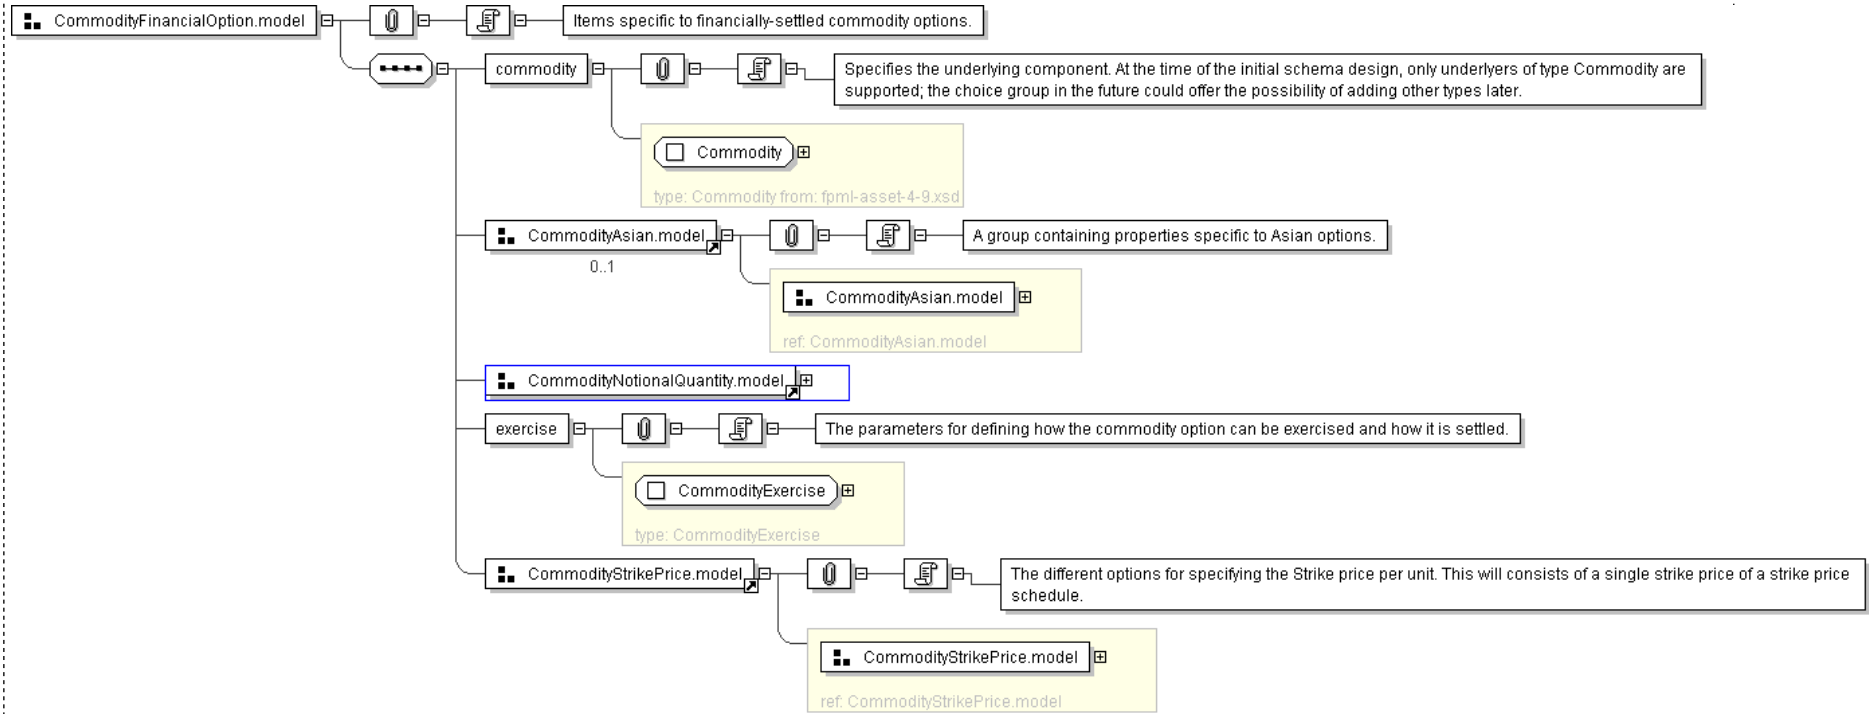 CommodityFinancialOption.model
Items specific to financially-settled commodity options.
commodity
Specifies the underlying component. At the time of the initial schema design, only underlyers of type Commodity are
supported; the choice group in the future could offer the possibility of adding other types later.
Commodity
type: Commodity from: fpml-asset-4-9.xsd
CommodityAsian.model
A group containing properties specific to Asian options.
0..1
CommodityAsian.model
ref: CommodityAsian.model
CommodityNotionalQuantity.model
exercise
The parameters for defining how the commodity option can be exercised and how it is settled.
CommodityExercise
type: CommodityExercise
CommodityStrikePrice.model
The different options for specifying the Strike price per unit. This will consists of a single strike price of a strike price
schedule.
CommodityStrikePrice.model
ref: CommodityStrikePrice.model